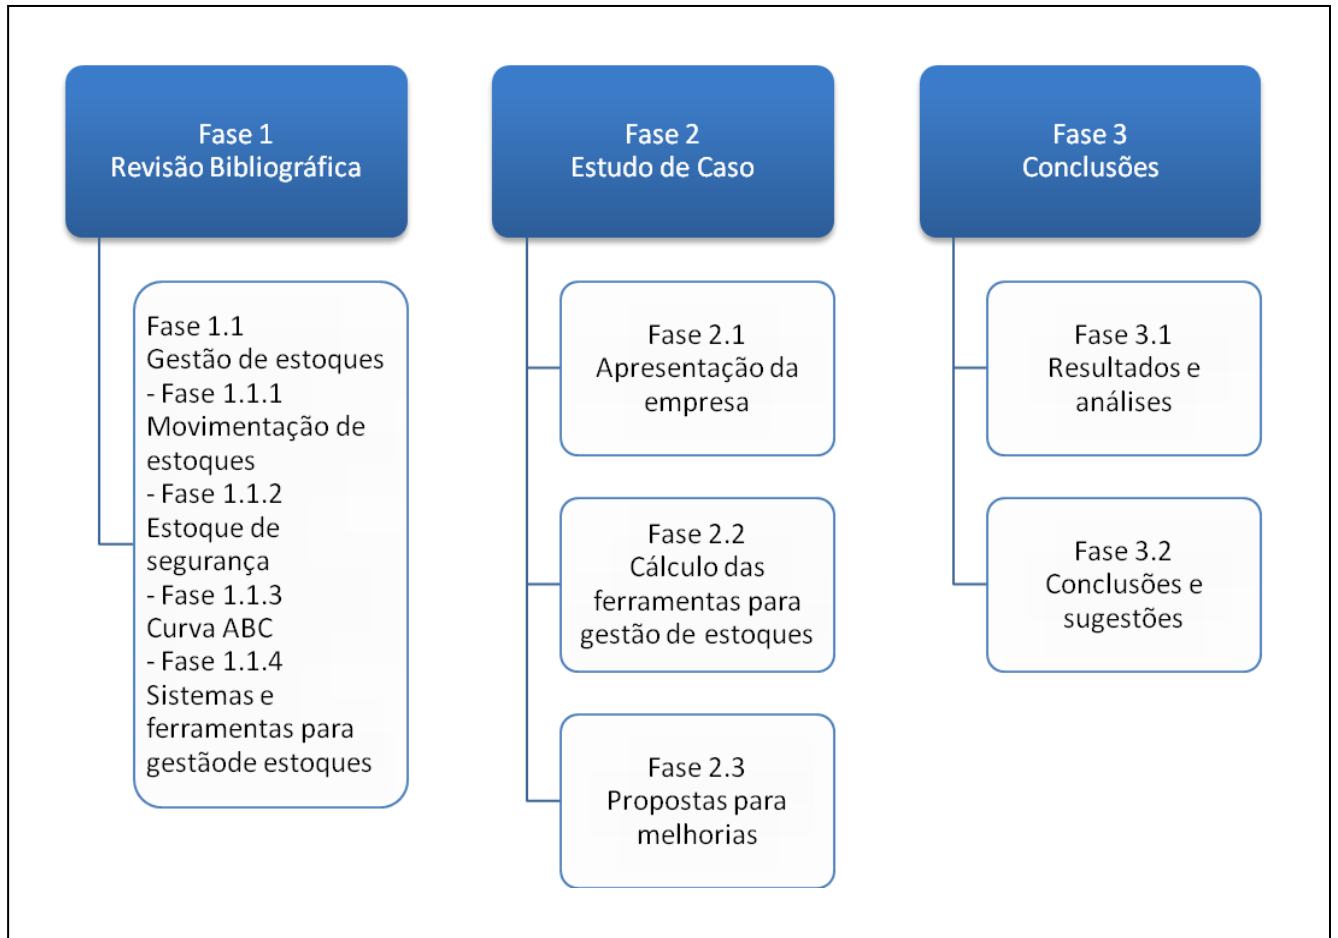 Fase 1
Revisão Bibliográfica
Fase 1.1
Gestão de estoques
- Fase 1.1.1
Movimentação de
estoques
- Fase 1.1.2
Estoque de
segurança
- Fase 1.1.3
Curva ABC
- Fase 1.1.4
Sistemas e
ferramentas para
gestãode estoques
Fase 2
Estudo de Caso
Fase 2.1
Apresentação da
empresa
Fase 2.2
Cálculo das
ferramentas para
gestão de estoques
Fase 2.3
Propostas para
melhorias
Fase 3
Conclusões
Fase 3.1
Resultados e
análises
Fase 3.2
Conclusões e
sugestões